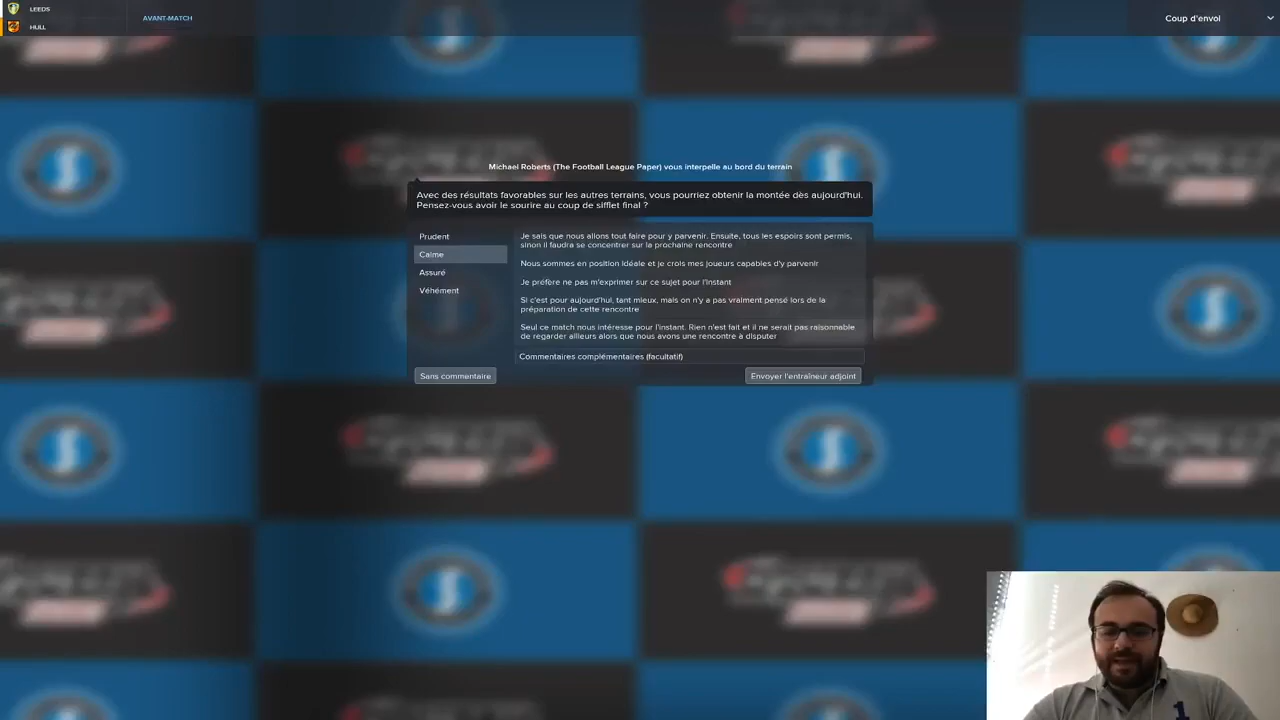 LEEDS
HULL
AVANT-MATCH
Coup d'envoi
Michael Roberts (The Football League Paper) vous interpelle au bord du terrain
Avec des résultats favorables sur les autres terrains, vous pourriez obtenir la montée dès aujourd'hui.
Pensez-vous avoir le sourire au coup de sifflet final ?
Prudent
Calme
Assuré
Véhément
Je sais que nous allons tout faire pour y parvenir. Ensuite, tous les espoirs sont permis,
sinon il faudra se concentrer sur la prochaine rencontre
Nous sommes en position idéale et je crois mes joueurs capables d'y parvenir
Je préfère ne pas m'exprimer sur ce sujet pour l'instant
Si c'est pour aujourd'hui, tant mieux, mais on n'y a pas vraiment pensé lors de la
préparation de cette rencontre
Seul ce match nous intéresse pour l'instant. Rien n'est fait et il ne serait pas raisonnable
de regarder ailleurs alors que nous avons une rencontre à disputer
Commentaires complémentaires (facultatif)
Sans commentaire
Envoyer l'entraîneur adjoint